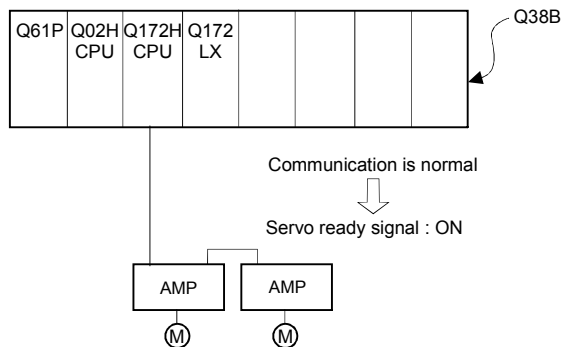 Q38B
Q61P Q02H CPU Q172H CPU Q172 LX
Communication is normal
Servo ready signal : ON
AMP AMP
M M